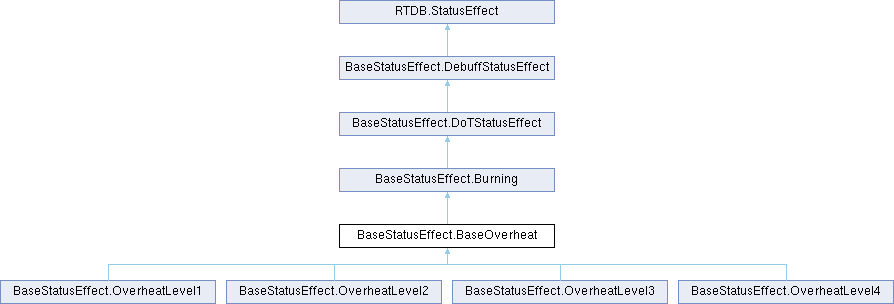 RTDB.StatusEffect
BaseStatusEffect.DebuffStatusEffect
BaseStatusEffect.DoTStatusEffect
BaseStatusEffect.Burning
BaseStatusEffect.BaseOverheat
BaseStatusEffect.OverheatLevel1
BaseStatusEffect.OverheatLevel2
BaseStatusEffect.OverheatLevel3
BaseStatusEffect.OverheatLevel4